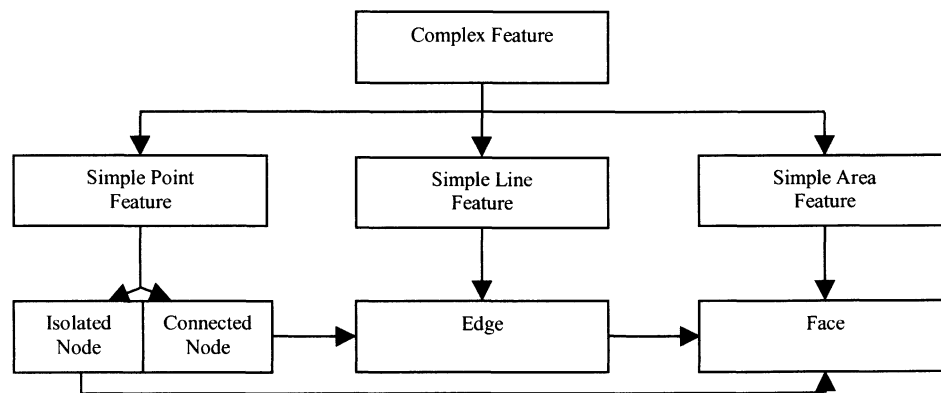 Complex Feature
Simple Point
Feature
Simple Line
Feature
Simple Area
Feature
Isolated
Node
Connected
Node
Edge
Face